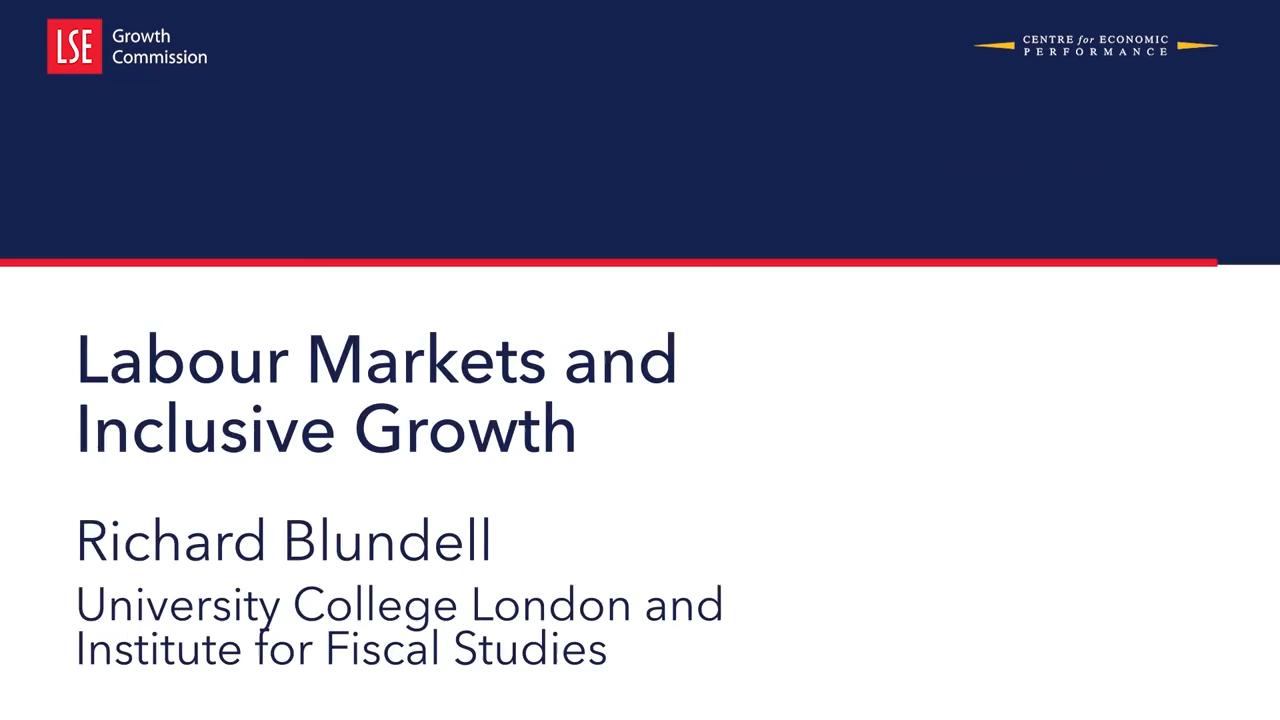 LSE
Growth
Commission
CENTRE for ECONOMIC
PERFORMANCE
Labour Markets and
Inclusive Growth
Richard Blundell
University College London and
Institute for Fiscal Studies